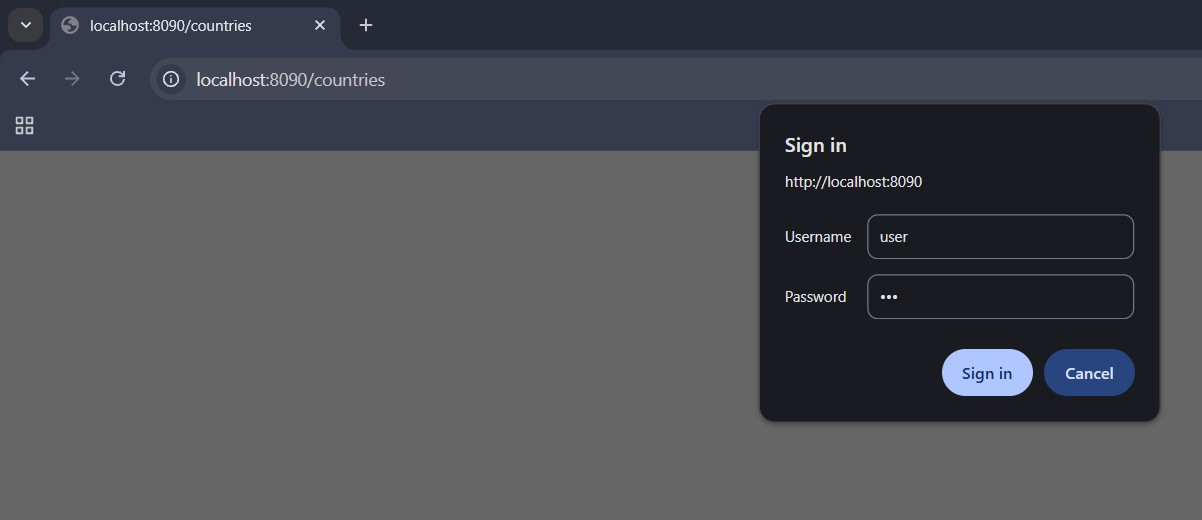 localhost:8090/countries
localhost:8090/countries
Sign in
http://localhost:8090
Username user
Password •••
Sign in Cancel